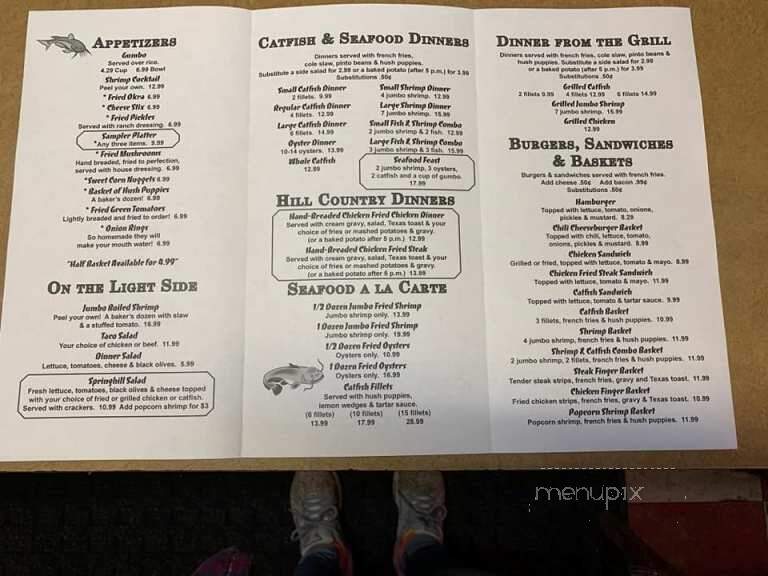 APPETIZERS
Gumbo
Served over rice.
4.29 Cup 6.99 Bowl
Shrimp Cocktail
Peel your own. 12.99
* Fried Okra 6.99
* Cheese Stix 6.99
* Fried Pickles
Served with ranch dressing. 6.99
Sampler Platter
*Any three items. 9.99
* Fried Mushrooms
Hand breaded, fried to perfection,
served with house dressing. 6.99
*Sweet Corn Nuggets 6.99
* Basket of Hush Puppies
A baker's dozen! 6.99
*Fried Green Tomatoes
Lightly breaded and fried to order! 6.99
* Onion Rings
So homemade they will
make your mouth water! 6.99
*Half Basket Available for 4.99*
ON THE LIGHT SIDE
Jumbo Boiled Shrimp
Peel your own! A baker's dozen with slaw
& a stuffed tomato. 16.99
Taco Salad
Your choice of chicken or beef. 11.99
Dinner Salad
Lettuce, tomatoes, cheese & black olives. 5.99
Springhill Salad
Fresh lettuce, tomatoes, black olives & cheese topped
with your choice of fried or grilled chicken or catfish.
Served with crackers. 10.99 Add popcorn shrimp for $3
CATFISH & SEAFOOD DINNERS
Dinners served with french fries,
cole slaw, pinto beans & hush puppies.
Substitute a side salad for 2.99 or a baked potato (after 5 p.m.) for 3.99
Substitutions .50¢
Small Catfish Dinner
2 fillets. 9.99
Regular Catfish Dinner
4 fillets. 12.99
Large Catfish Dinner
6 fillets. 14.99
Oyster Dinner
10-14 oysters. 13.99
Whole Catfish
12.99
Small Shrimp Dinner
4 jumbo shrimp. 12.99
Large Shrimp Dinner
7 jumbo shrimp. 15.99
Small Fish & Shrimp Combo
2 jumbo shrimp & 2 fish. 12.99
Large Fish & Shrimp Combo
3 jumbo shrimp & 3 fish. 15.99
Seafood Feast
2 jumbo shrimp, 3 oysters,
2 catfish and a cup of gumbo.
17.99
HILL COUNTRY DINNERS
Hand-Breaded Chicken Fried Chicken Dinner
Served with cream gravy, salad, Texas toast & your
choice of fries or mashed potatoes and gravy.
(or a baked potato after 5 p.m.) 12.99
Hand-Breaded Chicken Fried Steak
Served with cream gravy, salad, Texas toast & your
choice of fries or mashed potatoes and gravy.
(or a baked potato after 5 p.m.) 13.99
SEAFOOD A LA CARTE
1/2 Dozen Jumbo Fried Shrimp
Jumbo shrimp only. 13.99
1 Dozen Jumbo Fried Shrimp
Jumbo shrimp only. 19.99
1/2 Dozen Fried Oysters
Oysters only. 10.99
1 Dozen Fried Oysters
Oysters only. 16.99
Catfish Fillets
Served with hush puppies,
lemon wedges & tartar sauce.
(6 fillets) (10 fillets) (15 fillets)
13.99 17.99 25.99
DINNER FROM THE GRILL
Dinners served with french fries, cole slaw, pinto beans &
hush puppies. Substitute a side salad for 2.99
or a baked potato (after 5 p.m.) for 3.99
Substitutions .50¢
Grilled Catfish
2 fillets 9.99 4 fillets 12.99 6 fillets 14.99
Grilled Jumbo Shrimp
7 jumbo shrimp. 15.99
Grilled Chicken
12.99
BURGERS, SANDWICHES
& BASKETS
Burgers & sandwiches served with french fries.
Add cheese .50¢ Add bacon .99¢
Substitutions .50¢
Hamburger
Topped with lettuce, tomato, onions,
pickles & mustard. 8.29
Chili Cheeseburger Basket
Topped with chili, lettuce, tomato,
onions, pickles & mustard. 8.99
Chicken Sandwich
Grilled or fried, topped with lettuce, tomato & mayo. 8.99
Chicken Fried Steak Sandwich
Topped with lettuce, tomato & mayo. 11.99
Catfish Sandwich
Topped with lettuce, tomato & tartar sauce. 9.99
Catfish Basket
3 fillets, french fries & hush puppies. 10.99
Shrimp Basket
4 jumbo shrimp, french fries & hush puppies. 11.99
Shrimp & Catfish Combo Basket
2 jumbo shrimp, 2 fillets, french fries & hush puppies. 11.99
Steak Finger Basket
Tender steak strips, french fries, gravy and Texas toast. 11.99
Chicken Finger Basket
Fried chicken strips, french fries, gravy & Texas toast. 10.99
Popcorn Shrimp Basket
Popcorn shrimp, french fries & hush puppies. 11.99
menupix